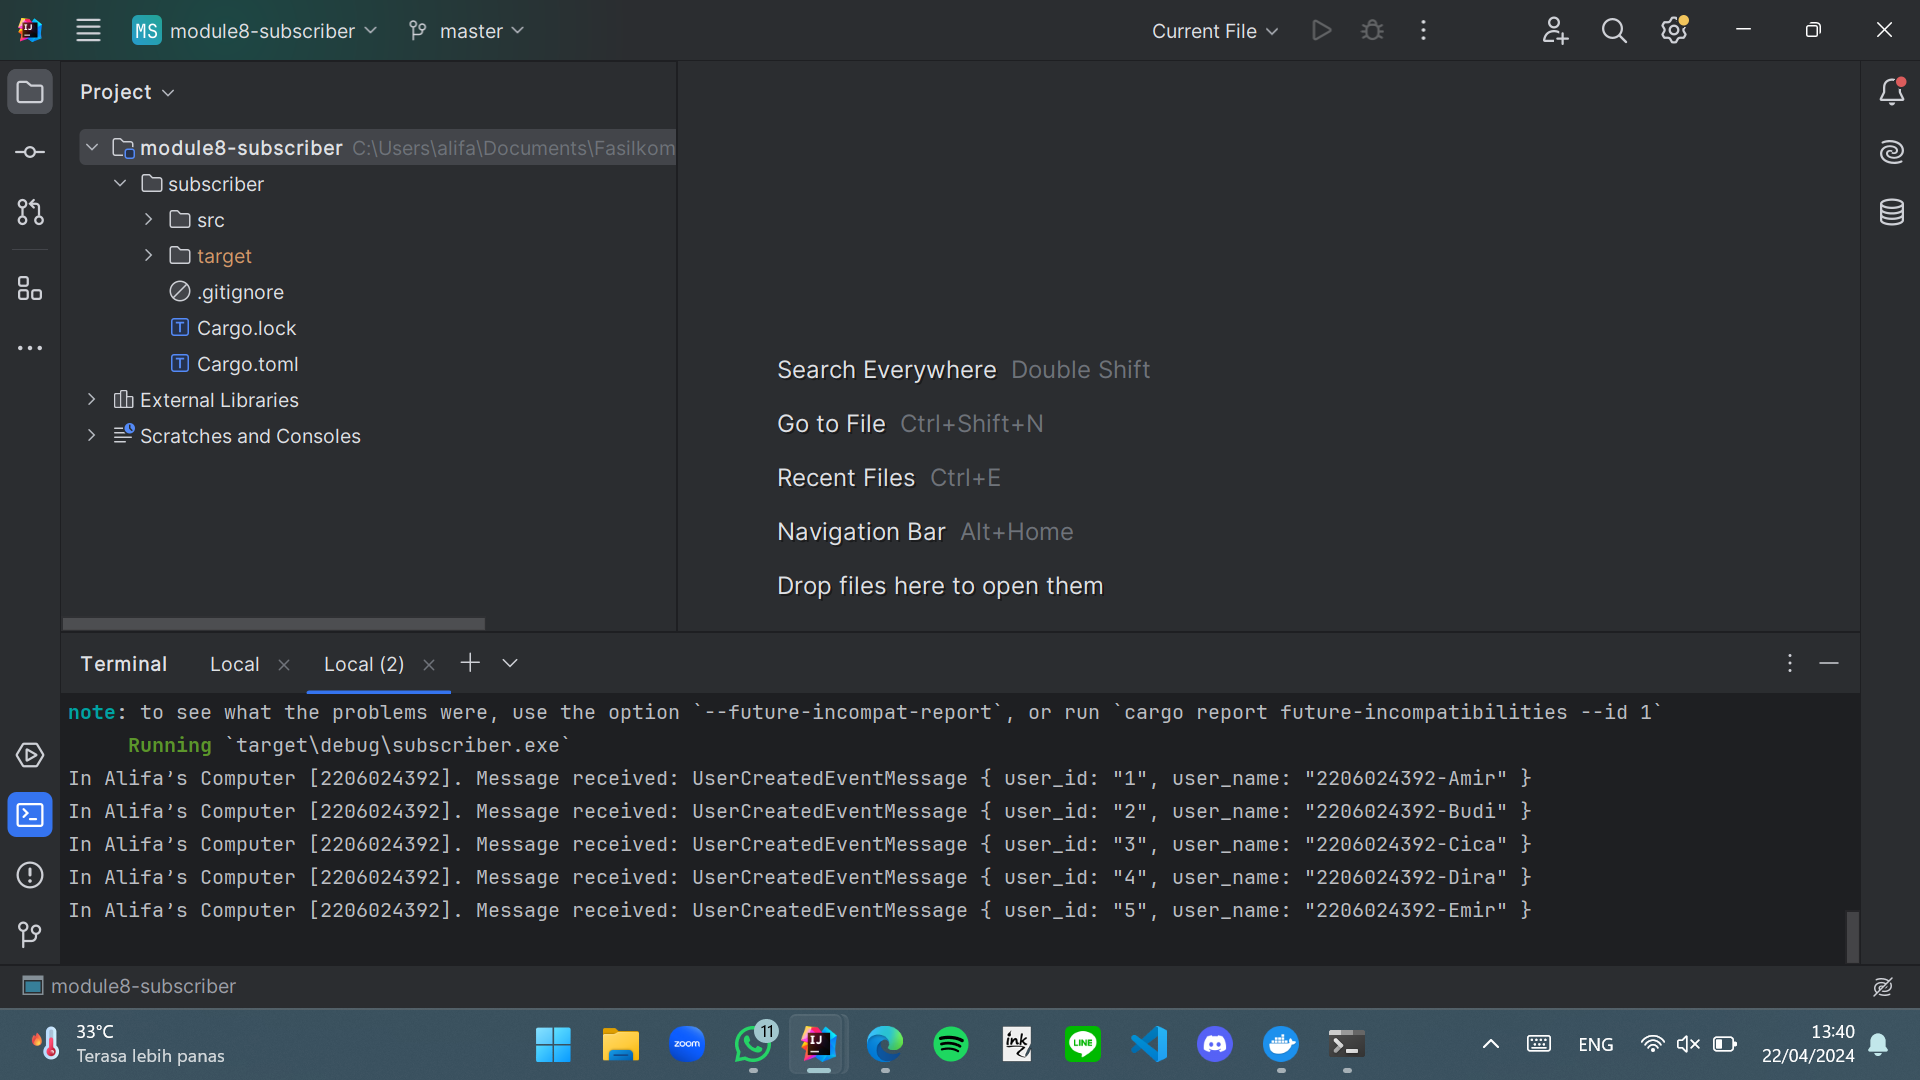 MS module8-subscriber master Current File
Project
module8-subscriber C:\Users\alifa\Documents\Fasilkom
subscriber
src
target
.gitignore
T Cargo.lock
T Cargo.toml
External Libraries
Scratches and Consoles
Search Everywhere Double Shift
Go to File Ctrl+Shift+N
Recent Files Ctrl+E
Navigation Bar Alt+Home
Drop files here to open them
Terminal Local Local (2)
note: to see what the problems were, use the option `--future-incompat-report`, or run `cargo report future-incompatibilities --id 1`
Running `target\debug\subscriber.exe`
In Alifa’s Computer [2206024392]. Message received: UserCreatedEventMessage { user_id: "1", user_name: "2206024392-Amir" }
In Alifa’s Computer [2206024392]. Message received: UserCreatedEventMessage { user_id: "2", user_name: "2206024392-Budi" }
In Alifa’s Computer [2206024392]. Message received: UserCreatedEventMessage { user_id: "3", user_name: "2206024392-Cica" }
In Alifa’s Computer [2206024392]. Message received: UserCreatedEventMessage { user_id: "4", user_name: "2206024392-Dira" }
In Alifa’s Computer [2206024392]. Message received: UserCreatedEventMessage { user_id: "5", user_name: "2206024392-Emir" }
module8-subscriber
33°C
Terasa lebih panas
zoom
11
IJ
ink
LINE
ENG
13:40
22/04/2024